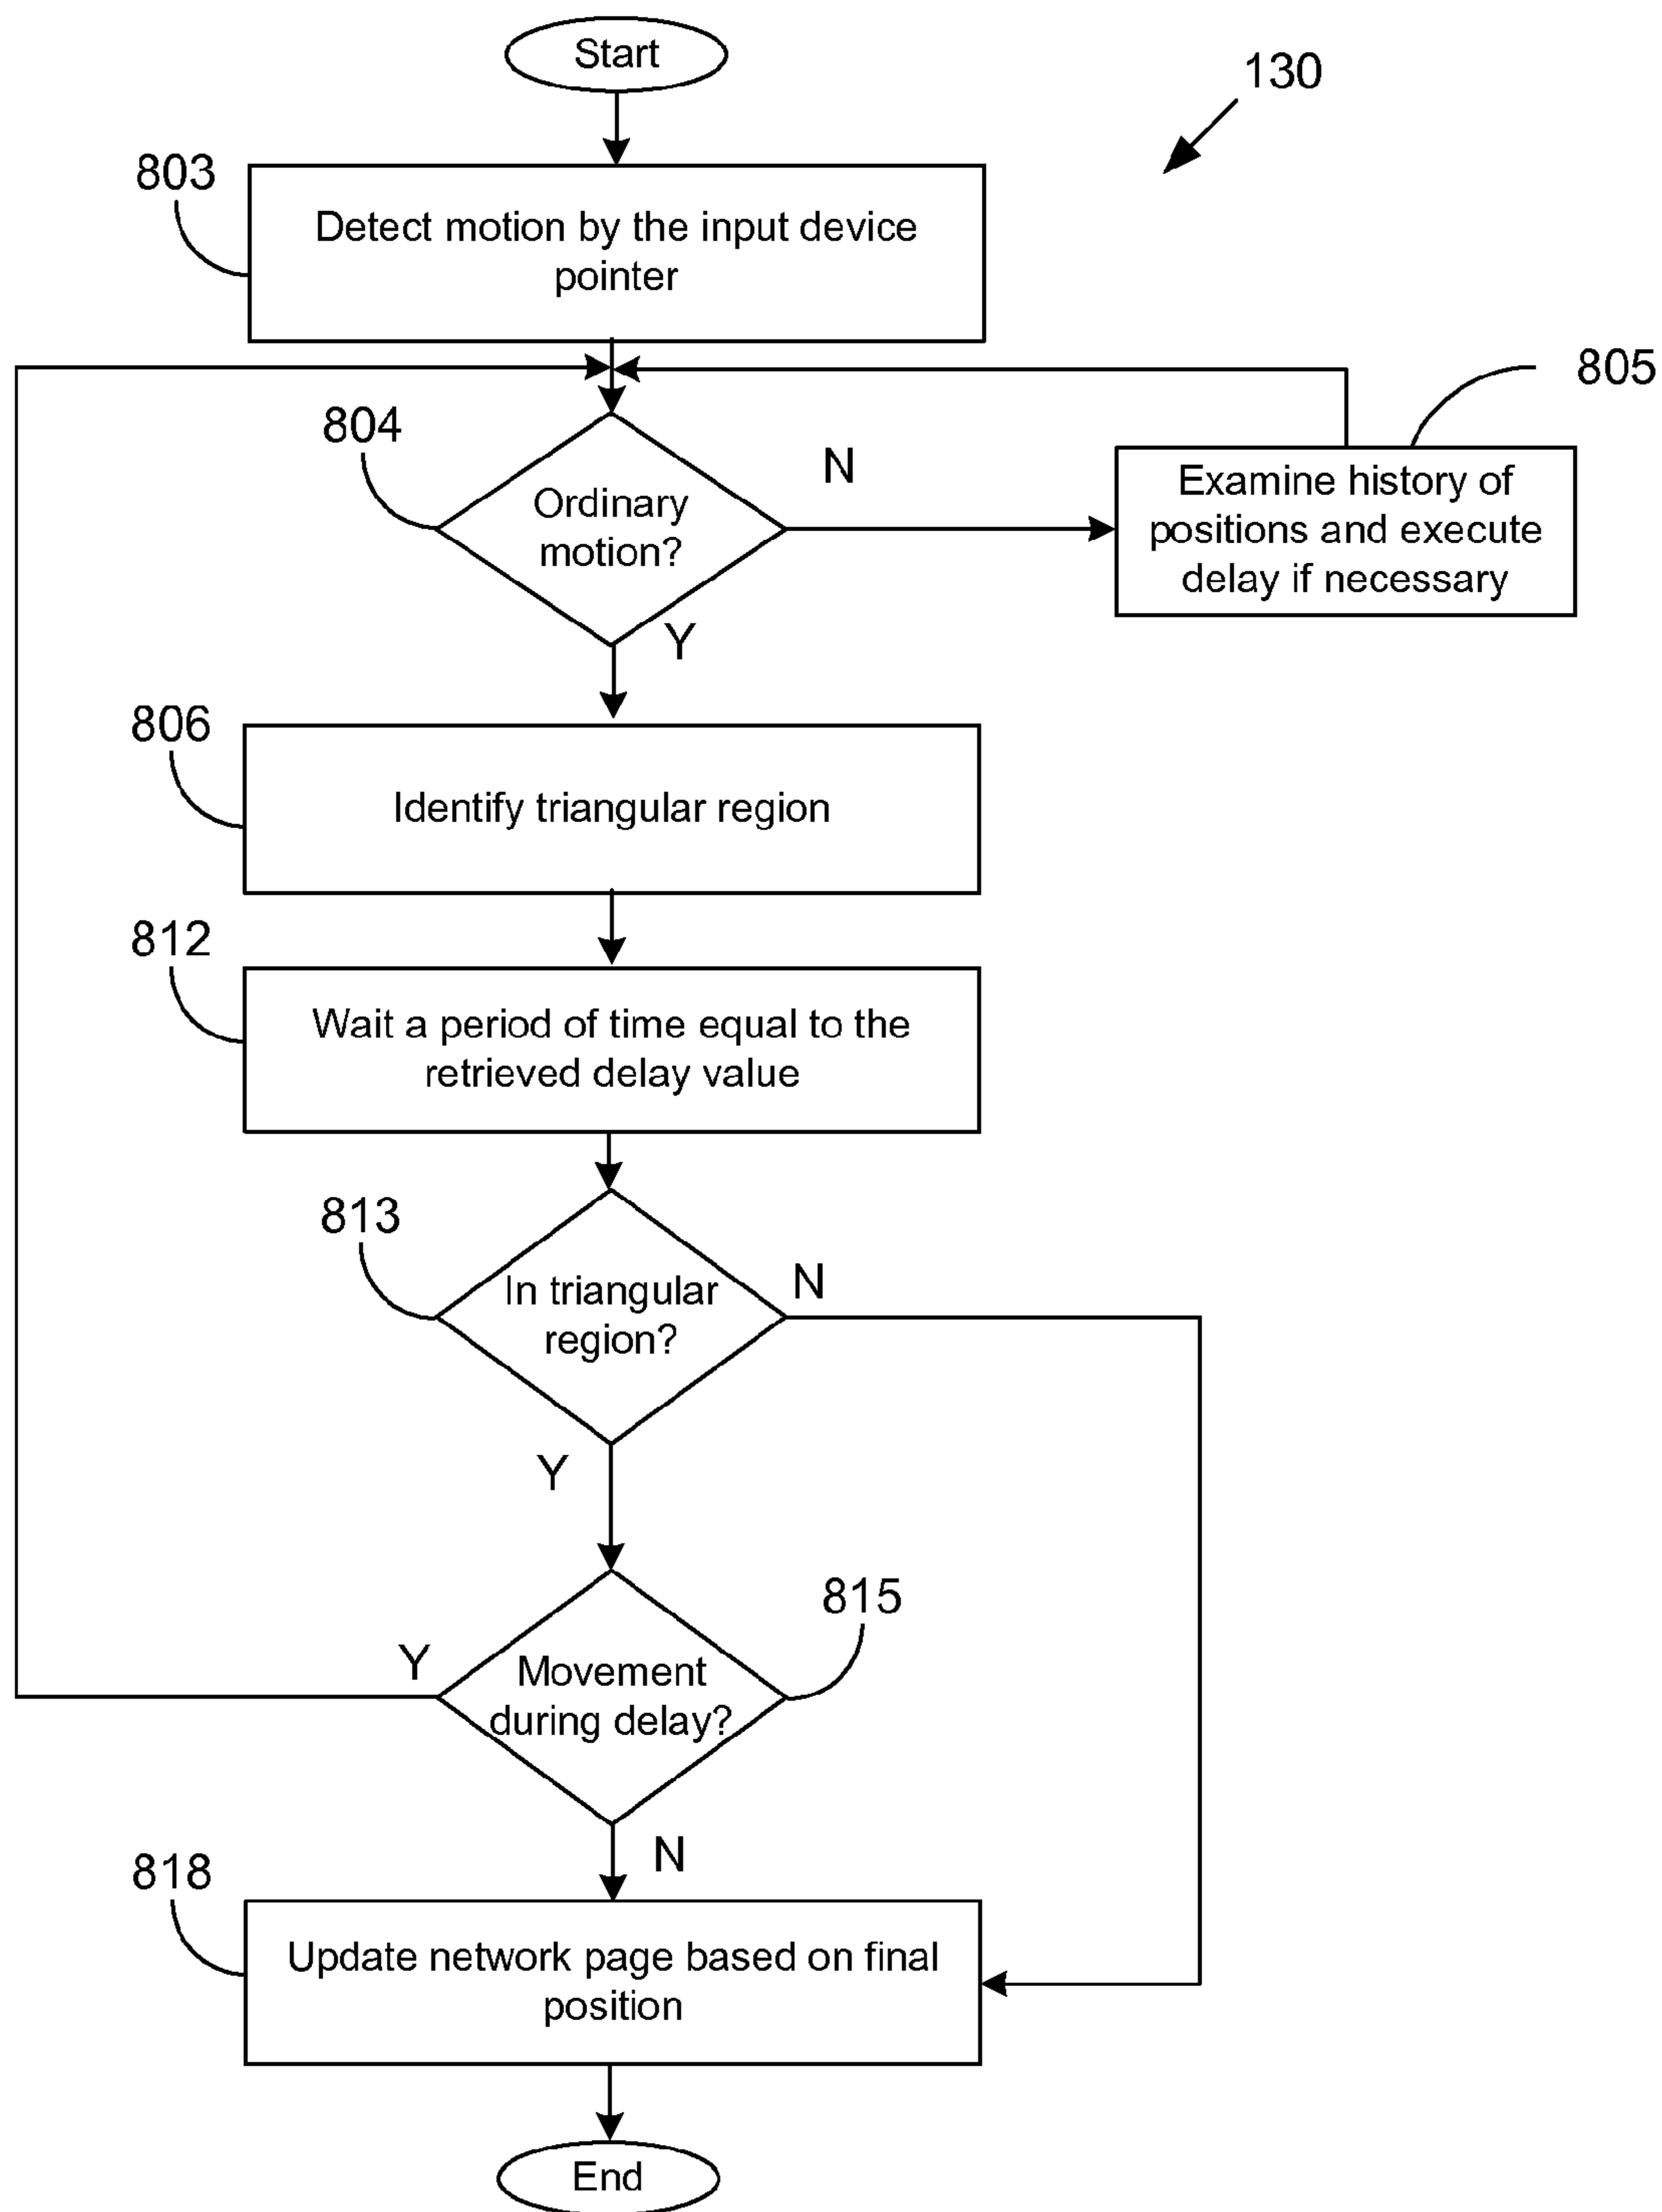 Start
130
803
Detect motion by the input device
pointer
805
804
N
Ordinary
motion?
Examine history of
positions and execute
delay if necessary
Y
806
Identify triangular region
812
Wait a period of time equal to the
retrieved delay value
813
N
In triangular
region?
Y
815
Y
Movement
during delay?
N
818
Update network page based on final
position
End